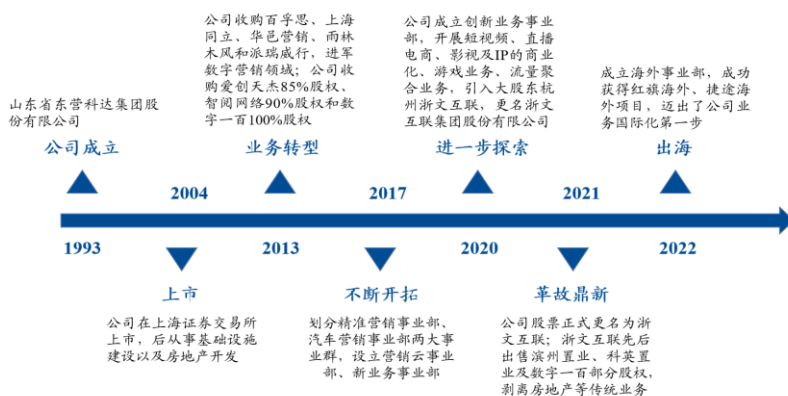 山东省东营科达集团股
份有限公司
公司成立
1993
2004
上市
公司在上海证券交易所
上市，后从事基础设施
建设以及房地产开发
公司收购百孚思、上海
同立、华邑营销、雨林
木风和派瑞威行，进军
数字营销领域；公司收
购爱创天杰85%股权、
智阅网络90%股权和数
字一百100%股权
业务转型
2013
2017
不断开拓
划分精准营销事业部、
汽车营销事业部两大事
业群，设立营销云事业
部、新业务事业部
公司成立创新业务事业
部，开展短视频、直播
电商、影视及IP的商业
化、游戏业务、流量聚
合业务，引入大股东杭
州浙文互联，更名浙文
互联集团股份有限公司
进一步探索
2020
2021
革故鼎新
公司股票正式更名为浙
文互联；浙文互联先后
出售滨州置业、科英置
业及数字一百部分股权，
剥离房地产等传统业务
成立海外事业部，成功
获得红旗海外、捷途海
外项目，迈出了公司业
务国际化第一步
出海
2022